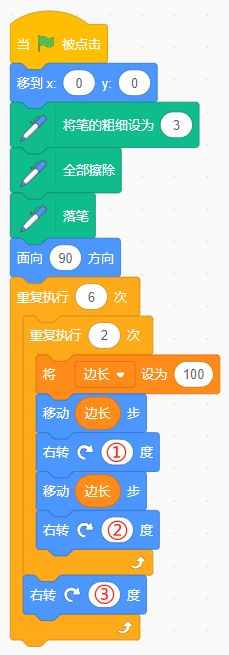 当 被点击
移到 x: 0 y: 0
将笔的粗细设为 3
全部擦除
落笔
面向 90 方向
重复执行 6 次
重复执行 2 次
将 边长 设为 100
移动 边长 步
右转 ① 度
移动 边长 步
右转 ② 度
右转 ③ 度